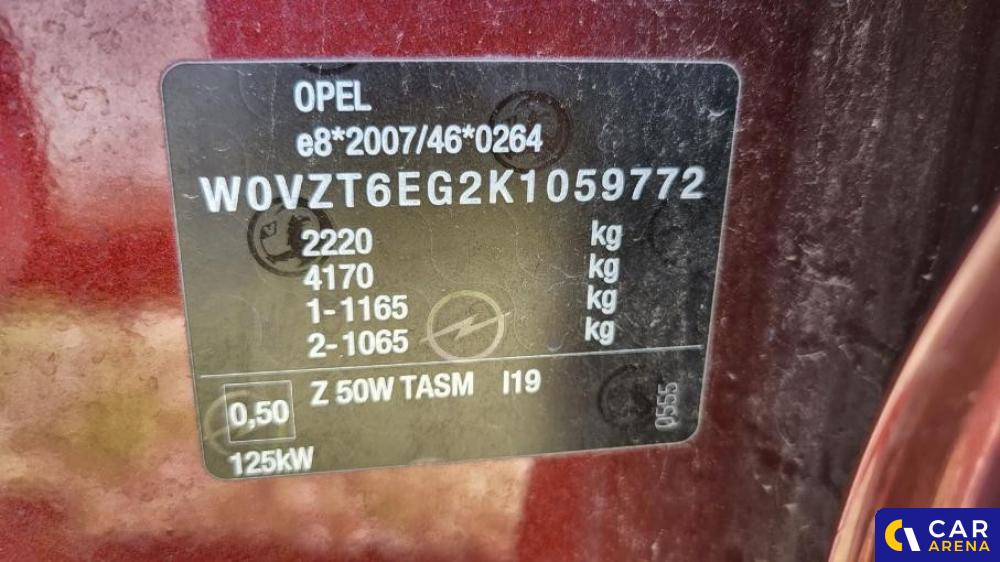 OPEL
e8*2007/46*0264
W0VZT6EG2K1059772
2220 kg
4170 kg
1-1165 kg
2-1065 kg
0,50 Z 50W TASM I19
0555
125kW
CAR
ARENA